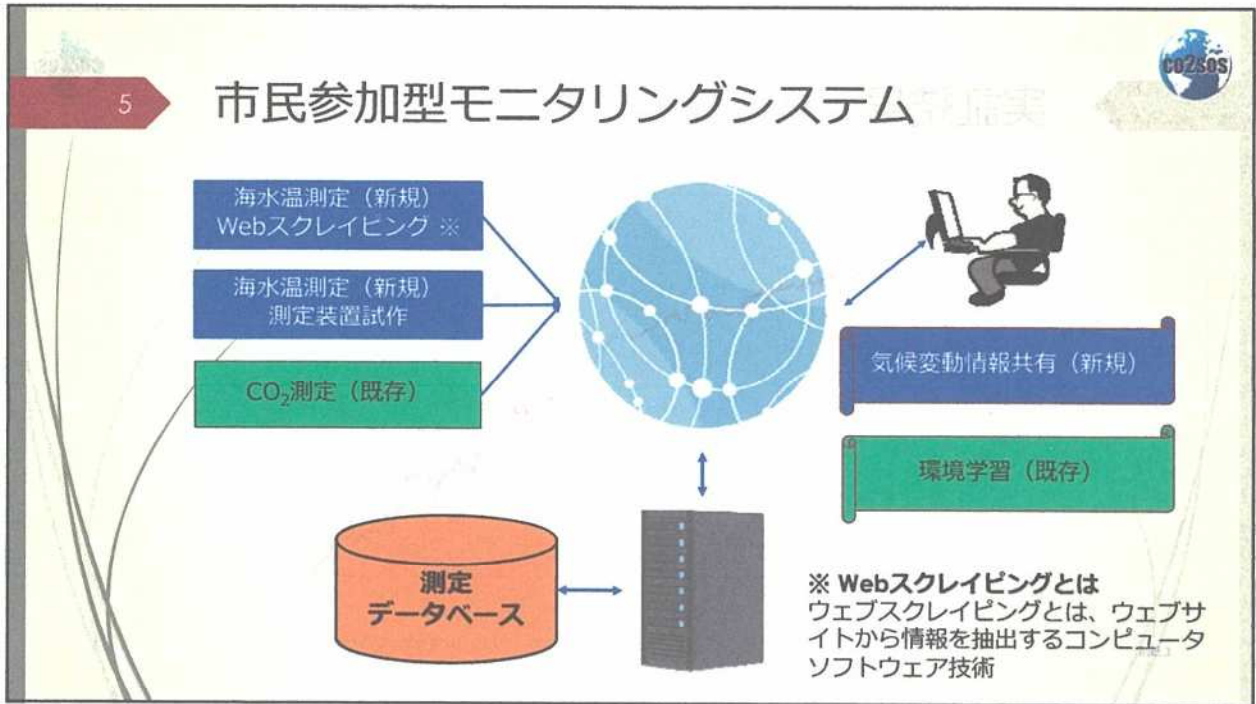 5
市民参加型モニタリングシステム
co2sos
海水温測定（新規）
Webスクレイピング ※
海水温測定（新規）
測定装置試作
CO₂測定（既存）
気候変動情報共有（新規）
環境学習（既存）
測定
データベース
※ Webスクレイピングとは
ウェブスクレイピングとは、ウェブサ
イトから情報を抽出するコンピュータ
ソフトウェア技術